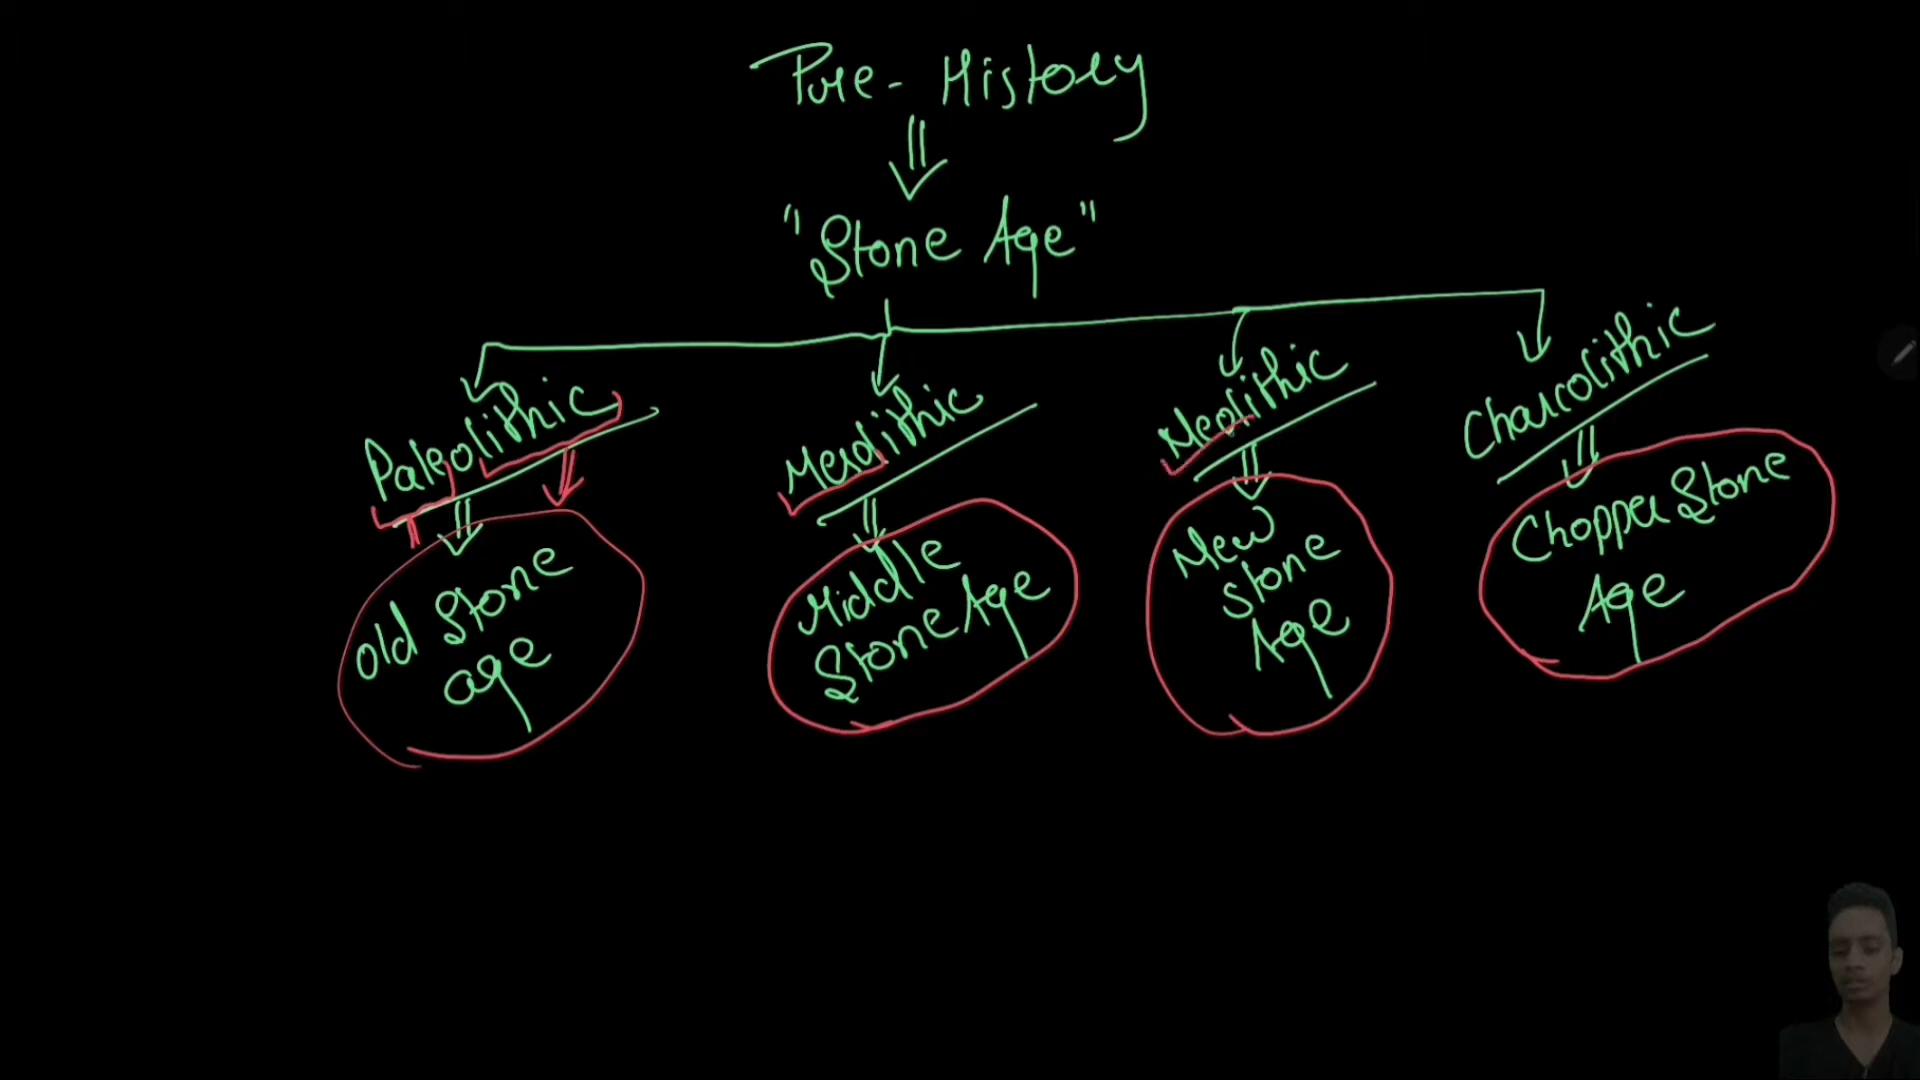 Pre-History
"Stone Age"
Paleolithic
Mesolithic
Neolithic
Charcolithic
Old Stone
age
Middle
Stone Age
New
Stone
Age
Chopper Stone
Age